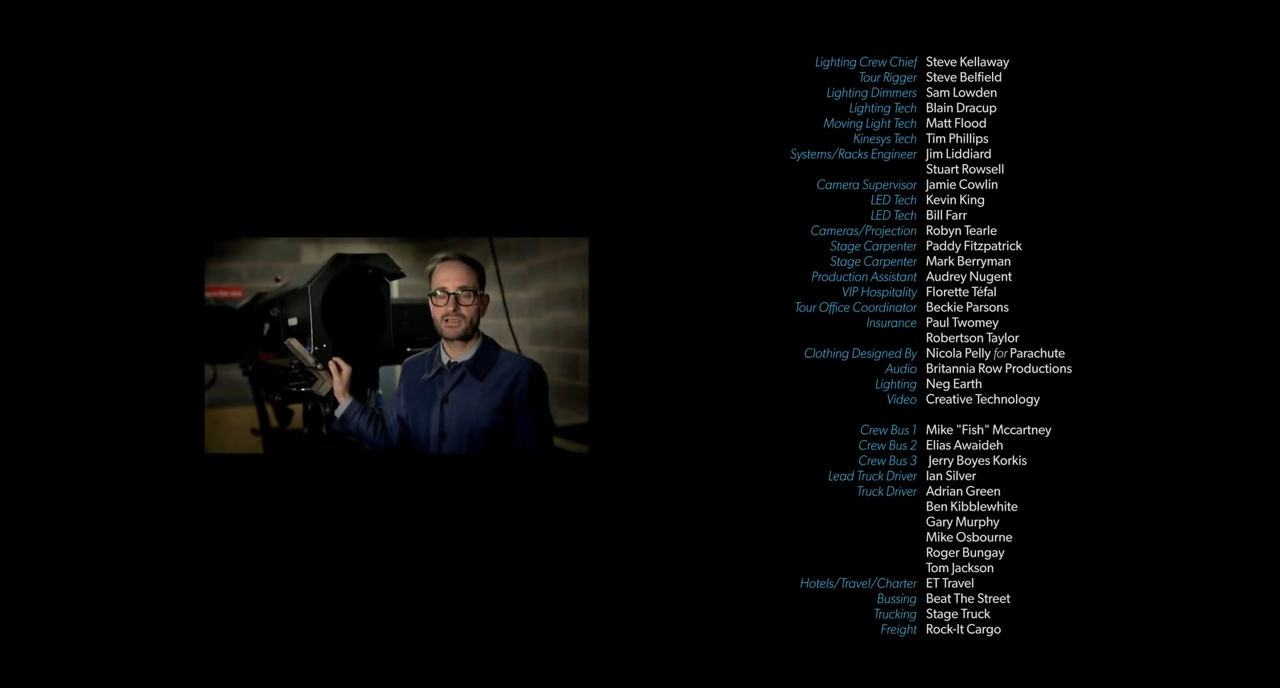 Lighting Crew Chief Steve Kellaway
Tour Rigger Steve Belfield
Lighting Dimmers Sam Lowden
Lighting Tech Blain Dracup
Moving Light Tech Matt Flood
Kinesys Tech Tim Phillips
Systems/Racks Engineer Jim Liddiard
Stuart Rowsell
Camera Supervisor Jamie Cowlin
LED Tech Kevin King
LED Tech Bill Farr
Cameras/Projection Robyn Tearle
Stage Carpenter Paddy Fitzpatrick
Stage Carpenter Mark Berryman
Production Assistant Audrey Nugent
VIP Hospitality Florette Téfal
Tour Office Coordinator Beckie Parsons
Insurance Paul Twomey
Robertson Taylor
Clothing Designed By Nicola Pelly for Parachute
Audio Britannia Row Productions
Lighting Neg Earth
Video Creative Technology
Crew Bus 1 Mike "Fish" Mccartney
Crew Bus 2 Elias Awaideh
Crew Bus 3 Jerry Boyes Korkis
Lead Truck Driver Ian Silver
Truck Driver Adrian Green
Ben Kibblewhite
Gary Murphy
Mike Osbourne
Roger Bungay
Tom Jackson
Hotels/Travel/Charter ET Travel
Bussing Beat The Street
Trucking Stage Truck
Freight Rock-It Cargo